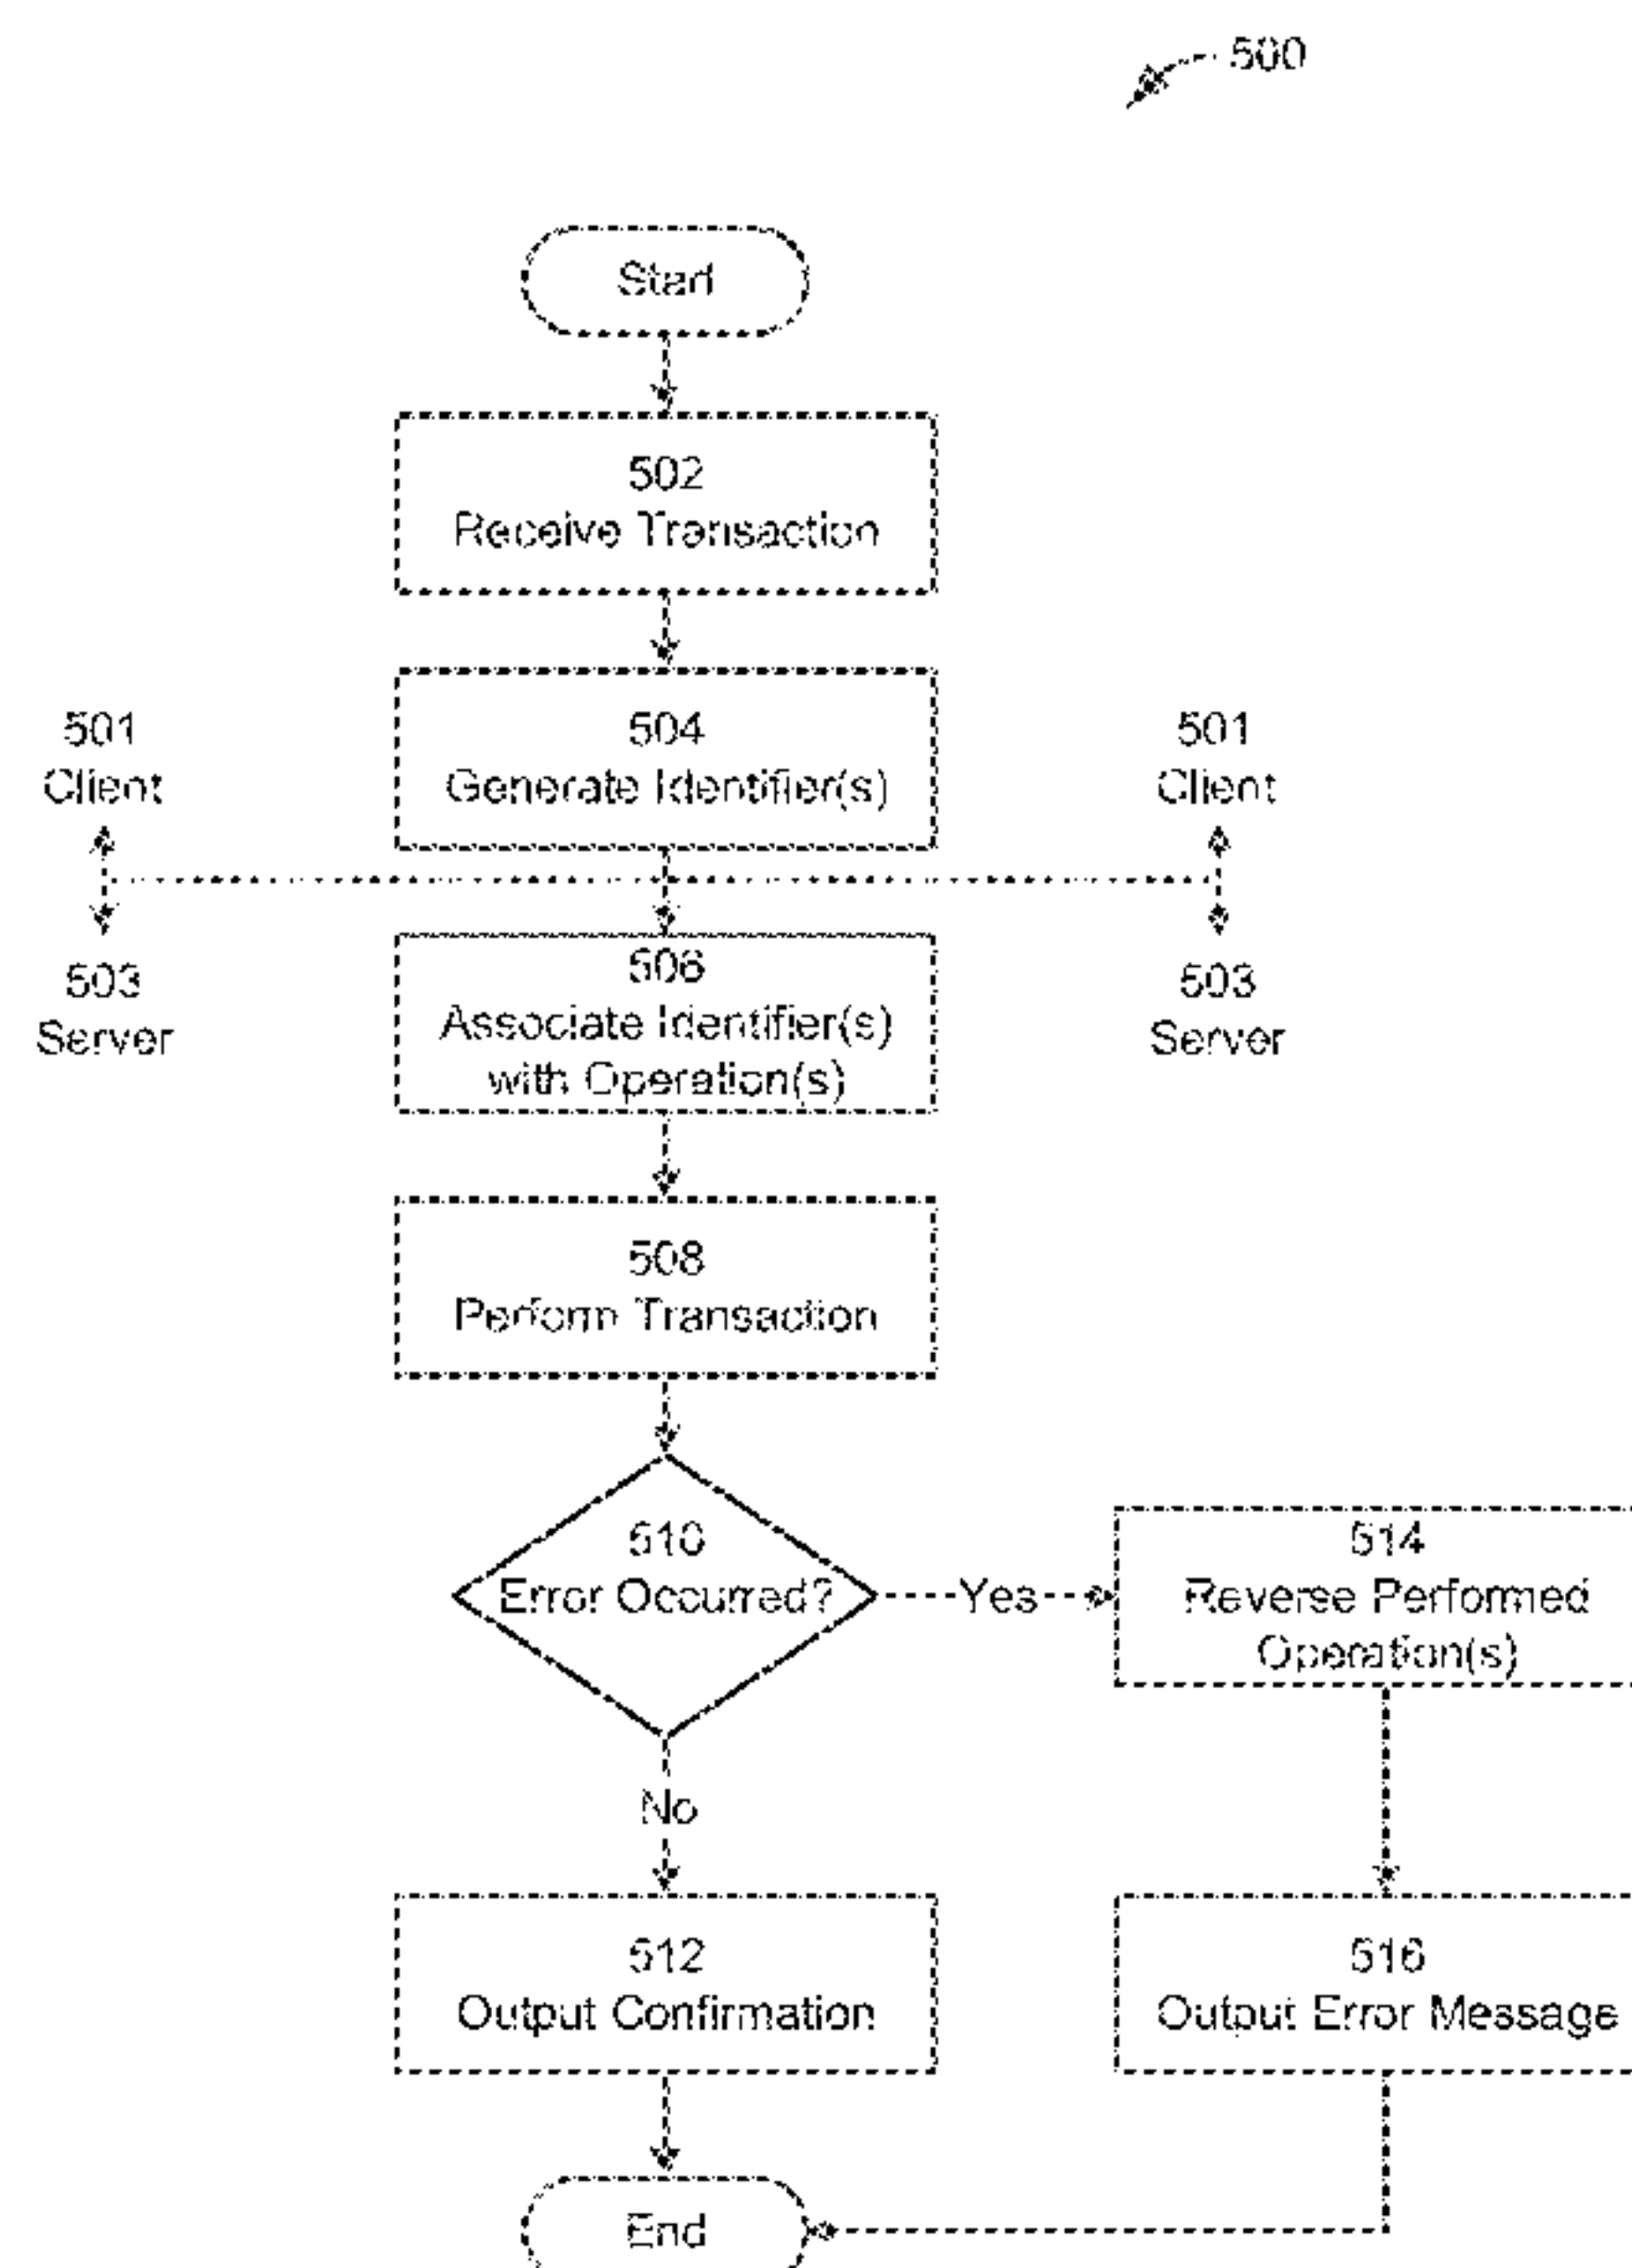 500
Start
502
Receive Transaction
504
Generate Identifier(s)
501
Client
501
Client
503
Server
503
Server
506
Associate Identifier(s)
with Operation(s)
508
Perform Transaction
510
Error Occurred?
Yes
514
Reverse Performed
Operation(s)
No
512
Output Confirmation
516
Output Error Message
End